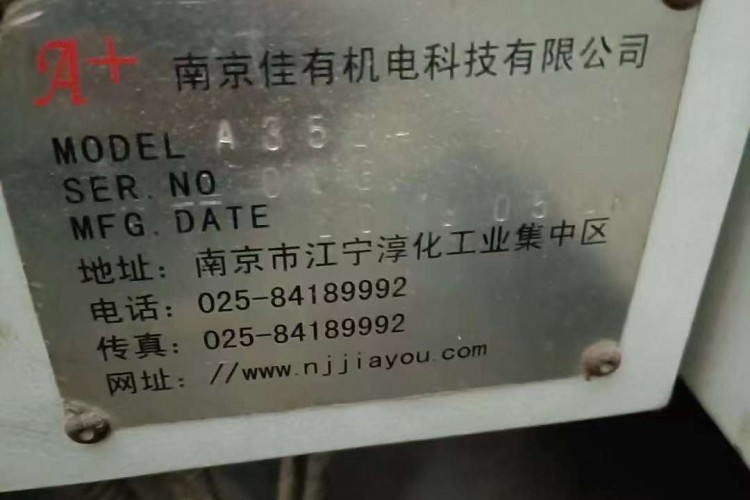 A+ 南京佳有机电科技有限公司
MODEL A35
SER.NO
MFG.DATE
地址：南京市江宁淳化工业集中区
电话：025-84189992
传真：025-84189992
网址：//www.njjiayou.com